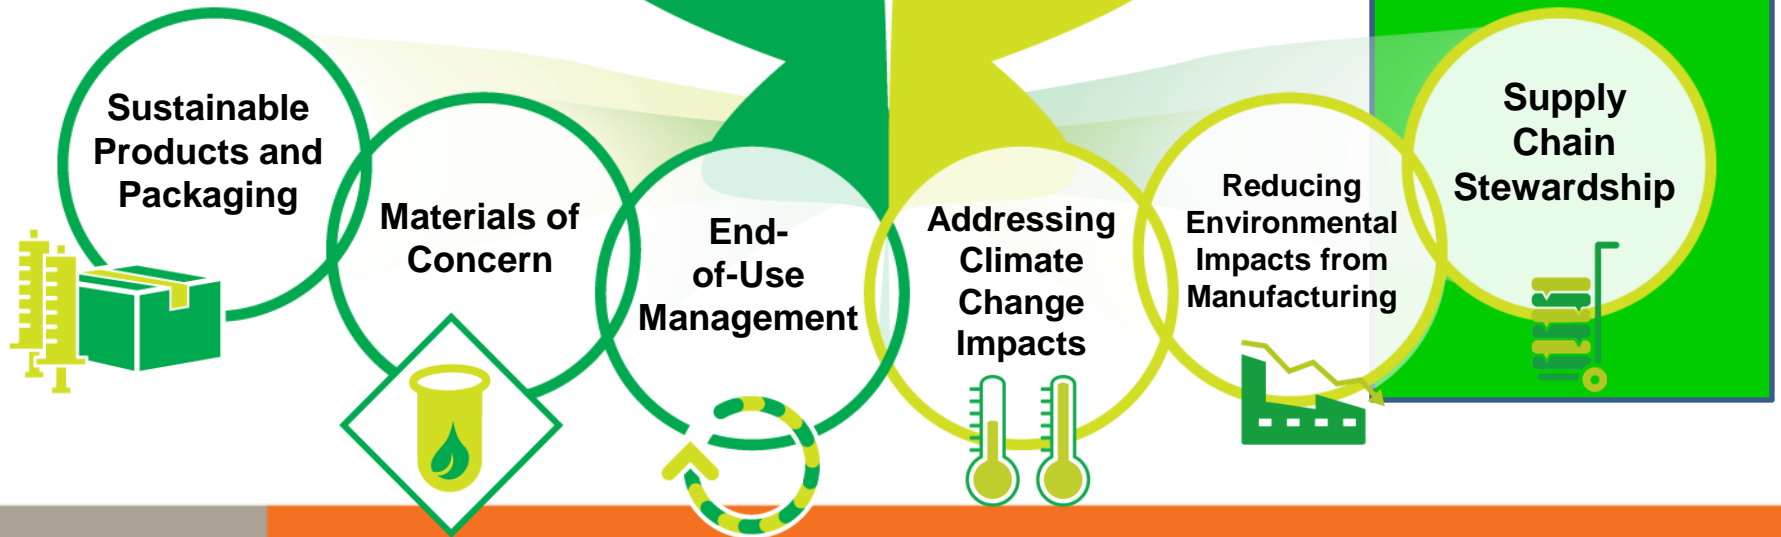 Sustainable
Products and
Packaging
Materials of
Concern
End-
of-Use
Management
Addressing
Climate
Change
Impacts
Reducing
Environmental
Impacts from
Manufacturing
Supply
Chain
Stewardship